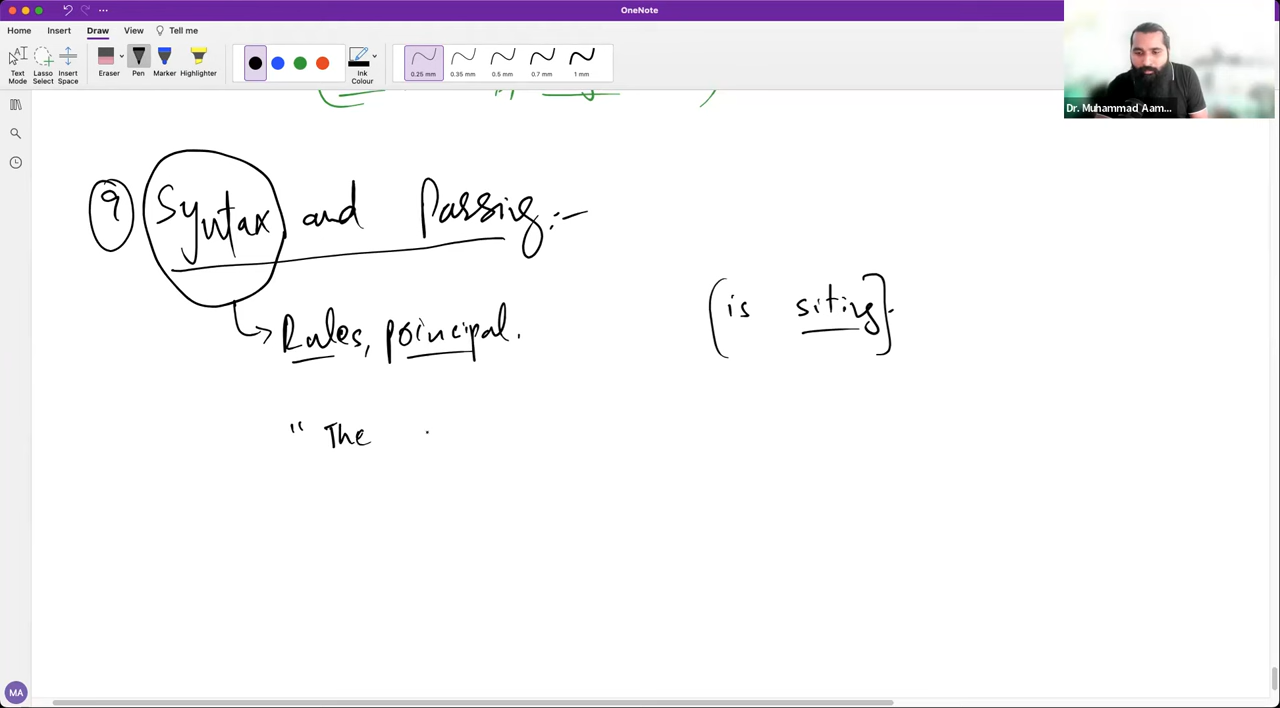 OneNote
Home Insert Draw View Tell me
Text Mode Lasso Select Insert Space Eraser Pen Marker Highlighter Ink Colour 0.25 mm 0.35 mm 0.5 mm 0.7 mm 1 mm
Dr. Muhammad Aam...
9 Syntax and Passing :-
(is siting].
Rules, poincipal.
" The
MA